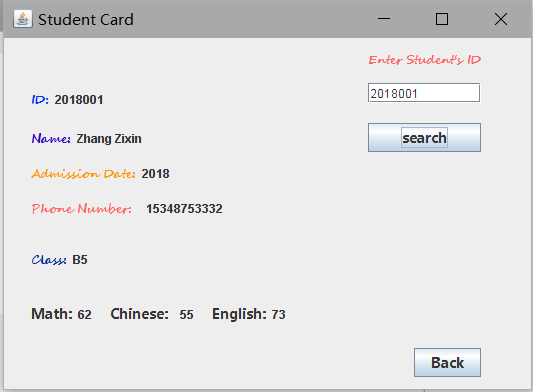 Student Card
Enter Student's ID
ID: 2018001
2018001
Name: Zhang Zixin
search
Admission Date: 2018
Phone Number: 15348753332
Class: B5
Math: 62 Chinese: 55 English: 73
Back